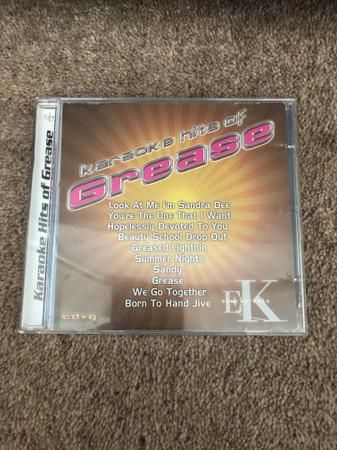 Karaoke Hits of Grease
karaoke hits of
Grease
Look At Me I'm Sandra Dee
You're The One That I Want
Hopelessly Devoted To You
Beauty School Drop Out
Greased Lightnin
Summer Nights
Sandy
Grease
We Go Together
Born To Hand Jive
cd+g
EK